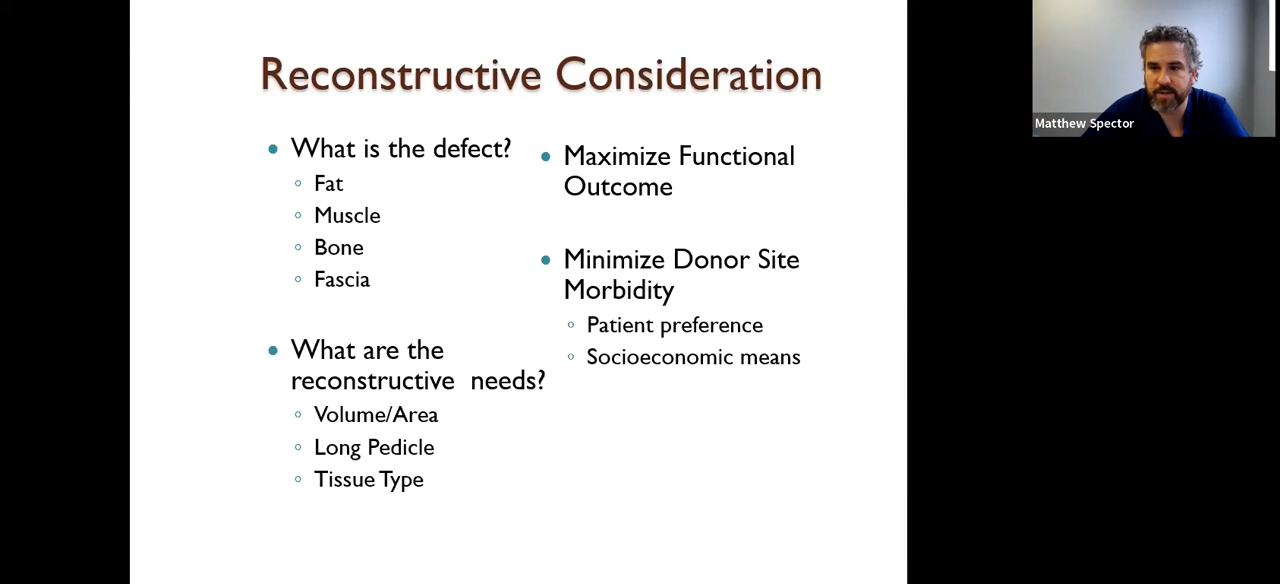 Reconstructive Consideration
What is the defect?
Fat
Muscle
Bone
Fascia
What are the
reconstructive needs?
Volume/Area
Long Pedicle
Tissue Type
Maximize Functional
Outcome
Minimize Donor Site
Morbidity
Patient preference
Socioeconomic means
Matthew Spector